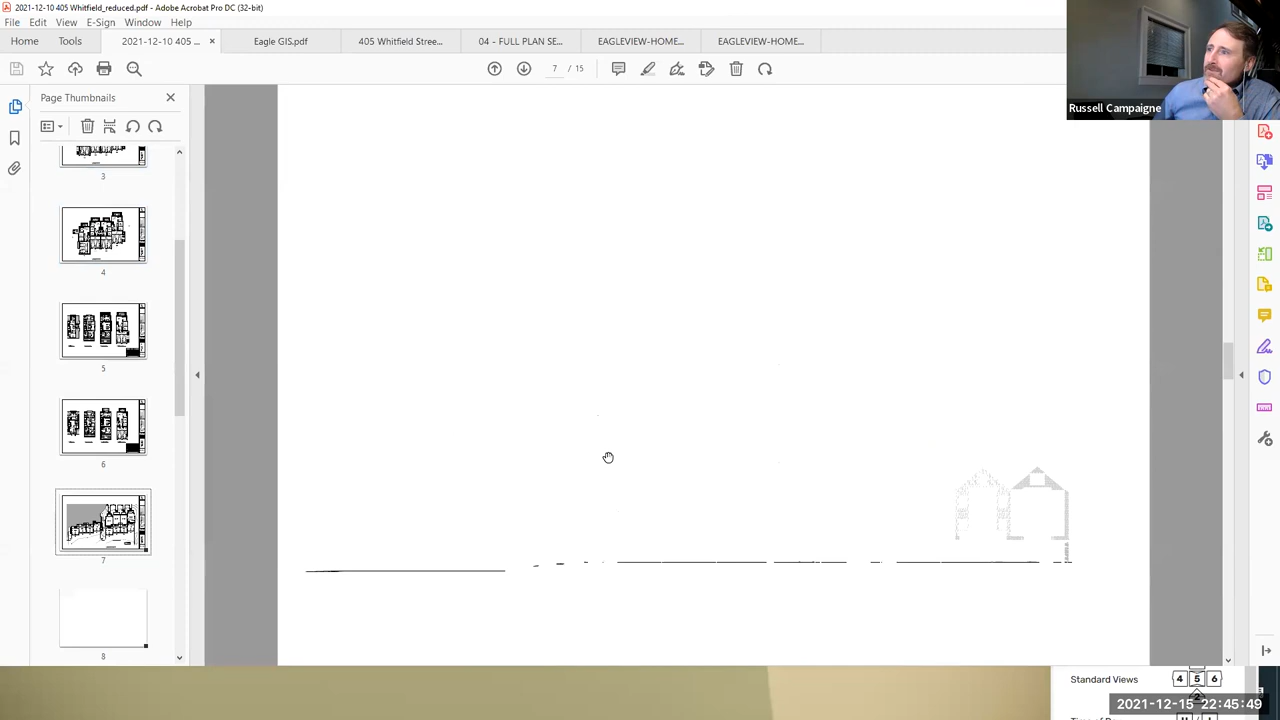 2021-12-10 405 Whitfield_reduced.pdf - Adobe Acrobat Pro DC (32-bit)
File Edit View E-Sign Window Help
Home Tools 2021-12-10 405 ... × Eagle GIS.pdf 405 Whitfield Stree... 04 - FULL PLAN SE... EAGLEVIEW-HOME... EAGLEVIEW-HOME...
7 / 15
Page Thumbnails
Russell Campaigne
3
4
5
6
7
8
Standard Views 4 5 6
2
2021-12-15 22:45:49